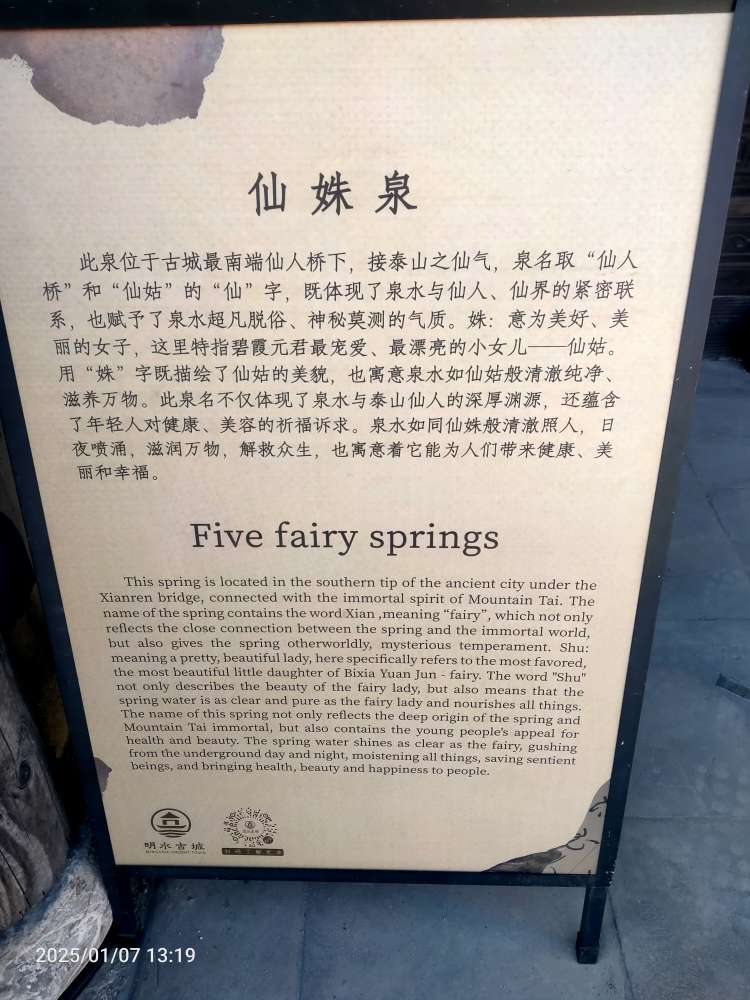 仙姝泉
此泉位于古城最南端仙人桥下，接泰山之仙气，泉名取“仙人
桥”和“仙姑”的“仙”字，既体现了泉水与仙人、仙界的紧密联
系，也赋予了泉水超凡脱俗、神秘莫测的气质。姝：意为美好、美
丽的女子，这里特指碧霞元君最宠爱、最漂亮的小女儿——仙姑。
用“姝”字既描绘了仙姑的美貌，也寓意泉水如仙姑般清澈纯净、
滋养万物。此泉名不仅体现了泉水与泰山仙人的深厚渊源，还蕴含
了年轻人对健康、美容的祈福诉求。泉水如同仙姝般清澈照人，日
夜喷涌，滋润万物，解救众生，也寓意着它能为人们带来健康、美
丽和幸福。
Five fairy springs
This spring is located in the southern tip of the ancient city under the
Xianren bridge, connected with the immortal spirit of Mountain Tai. The
name of the spring contains the word Xian ,meaning “fairy”, which not only
reflects the close connection between the spring and the immortal world,
but also gives the spring otherworldly, mysterious temperament. Shu:
meaning a pretty, beautiful lady, here specifically refers to the most favored,
the most beautiful little daughter of Bixia Yuan Jun - fairy. The word "Shu"
not only describes the beauty of the fairy lady, but also means that the
spring water is as clear and pure as the fairy lady and nourishes all things.
The name of this spring not only reflects the deep origin of the spring and
Mountain Tai immortal, but also contains the young people's appeal for
health and beauty. The spring water shines as clear as the fairy, gushing
from the underground day and night, moistening all things, saving sentient
beings, and bringing health, beauty and happiness to people.
明水古城
2025/01/07 13:19